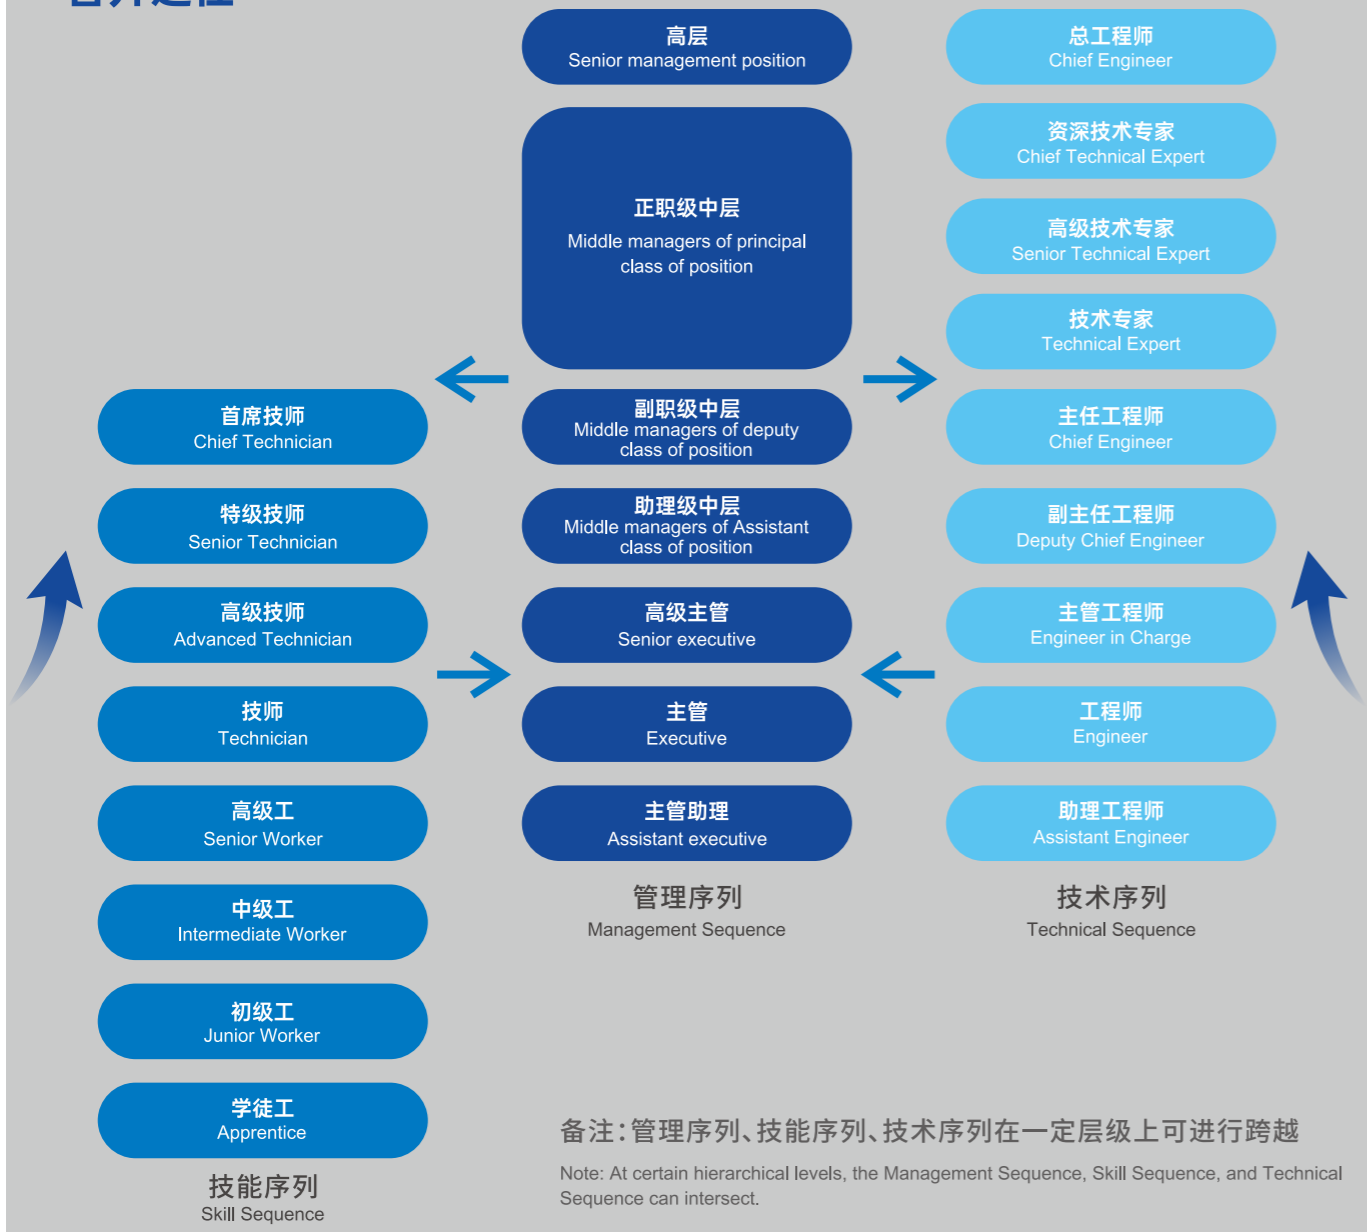 高层
Senior management position
正职级中层
Middle managers of principal
class of position
副职级中层
Middle managers of deputy
class of position
助理级中层
Middle managers of Assistant
class of position
高级主管
Senior executive
主管
Executive
主管助理
Assistant executive
管理序列
Management Sequence
总工程师
Chief Engineer
资深技术专家
Chief Technical Expert
高级技术专家
Senior Technical Expert
技术专家
Technical Expert
主任工程师
Chief Engineer
副主任工程师
Deputy Chief Engineer
主管工程师
Engineer in Charge
工程师
Engineer
助理工程师
Assistant Engineer
技术序列
Technical Sequence
首席技师
Chief Technician
特级技师
Senior Technician
高级技师
Advanced Technician
技师
Technician
高级工
Senior Worker
中级工
Intermediate Worker
初级工
Junior Worker
学徒工
Apprentice
技能序列
Skill Sequence
备注：管理序列、技能序列、技术序列在一定层级上可进行跨越
Note: At certain hierarchical levels, the Management Sequence, Skill Sequence, and Technical
Sequence can intersect.